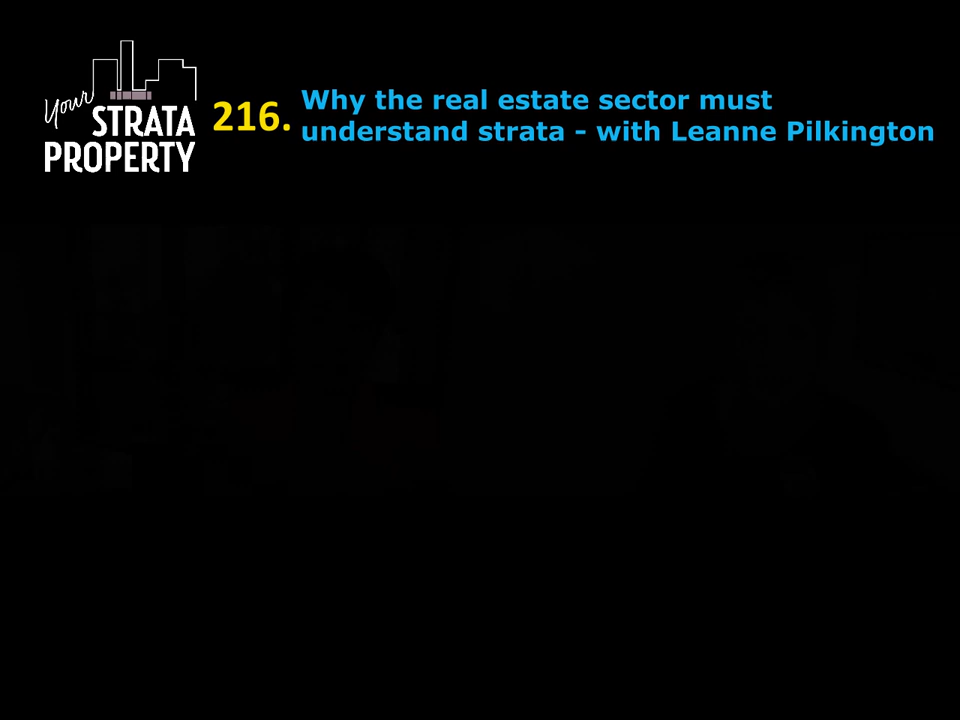 Your
STRATA
PROPERTY
216.
Why the real estate sector must
understand strata - with Leanne Pilkington